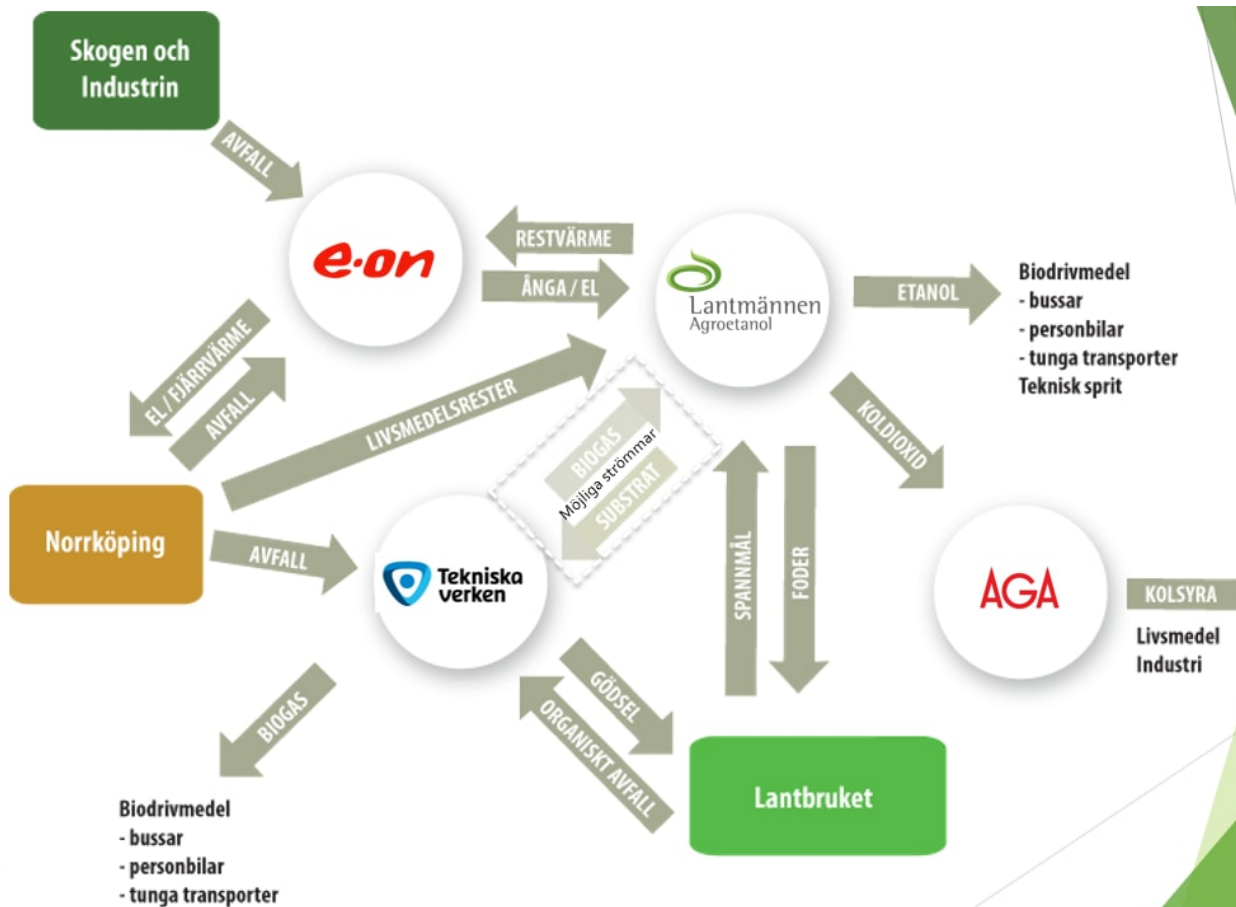 Skogen och
Industrin
AVFALL
e·on
RESTVÄRME
ÅNGA / EL
Lantmännen
Agroetanol
ETANOL
Biodrivmedel
- bussar
- personbilar
- tunga transporter
Teknisk sprit
EL / FJÄRRVÄRME
AVFALL
LIVSMEDELSRESTER
BIOGAS
Möjliga strömmar
SUBSTRAT
KOLDIOXID
Norrköping
AVFALL
Tekniska
verken
SPANNMÅL
FODER
AGA
KOLSYRA
Livsmedel
Industri
BIOGAS
GÖDSEL
ORGANISKT AVFALL
Lantbruket
Biodrivmedel
- bussar
- personbilar
- tunga transporter